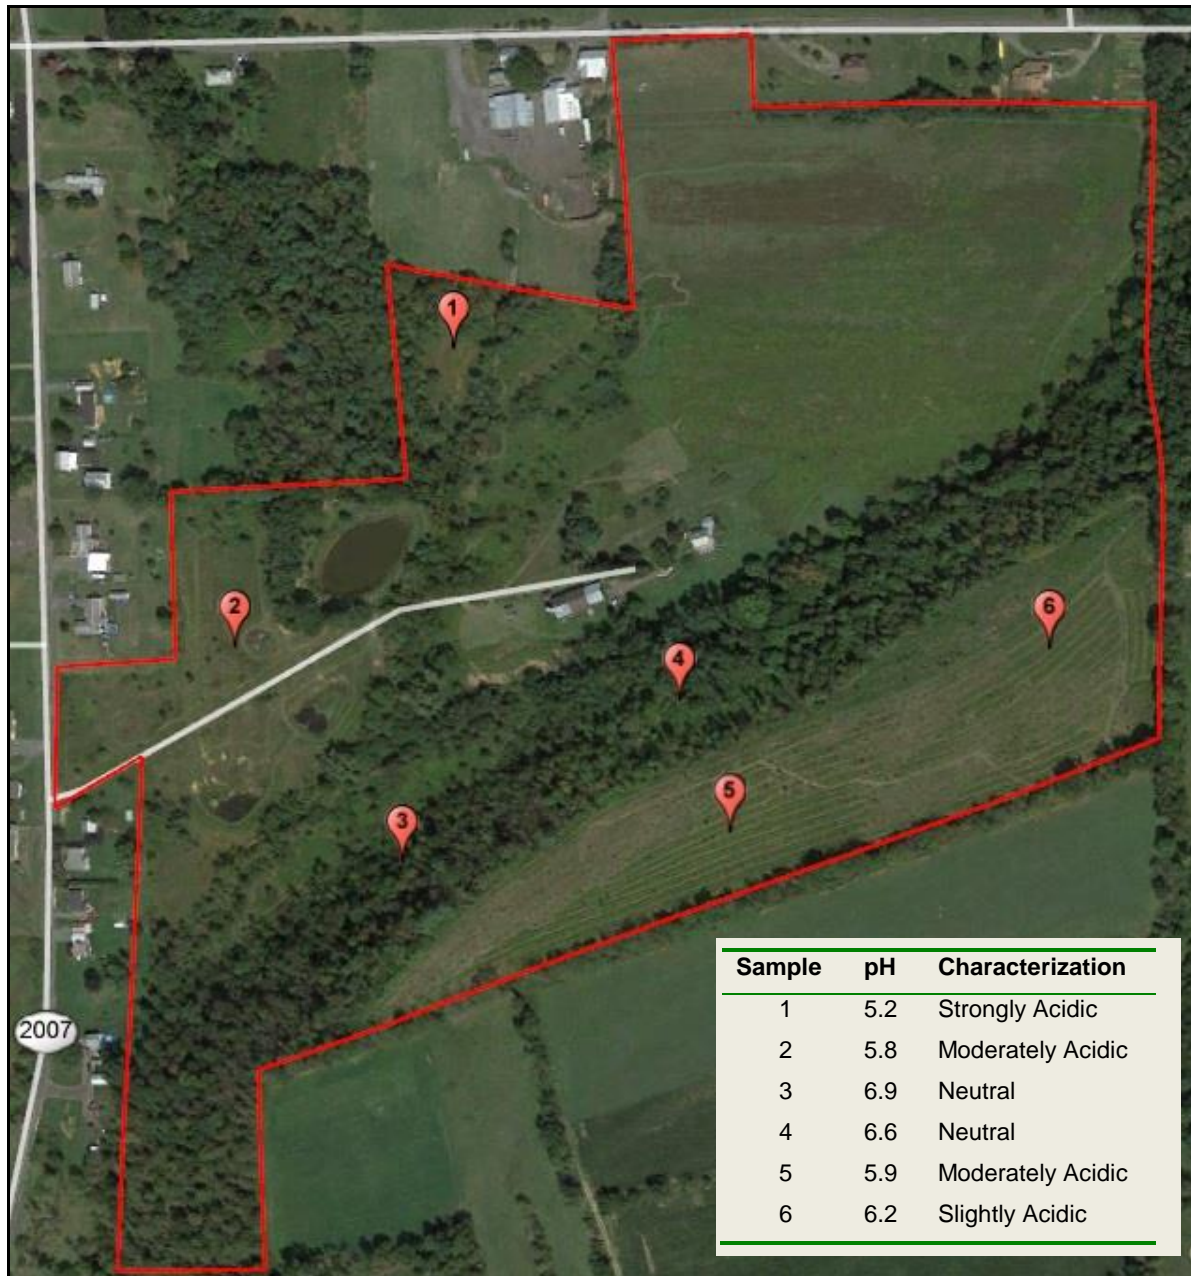 1
2
6
4
5
3
Sample pH Characterization
1 5.2 Strongly Acidic
2 5.8 Moderately Acidic
3 6.9 Neutral
4 6.6 Neutral
5 5.9 Moderately Acidic
6 6.2 Slightly Acidic
2007